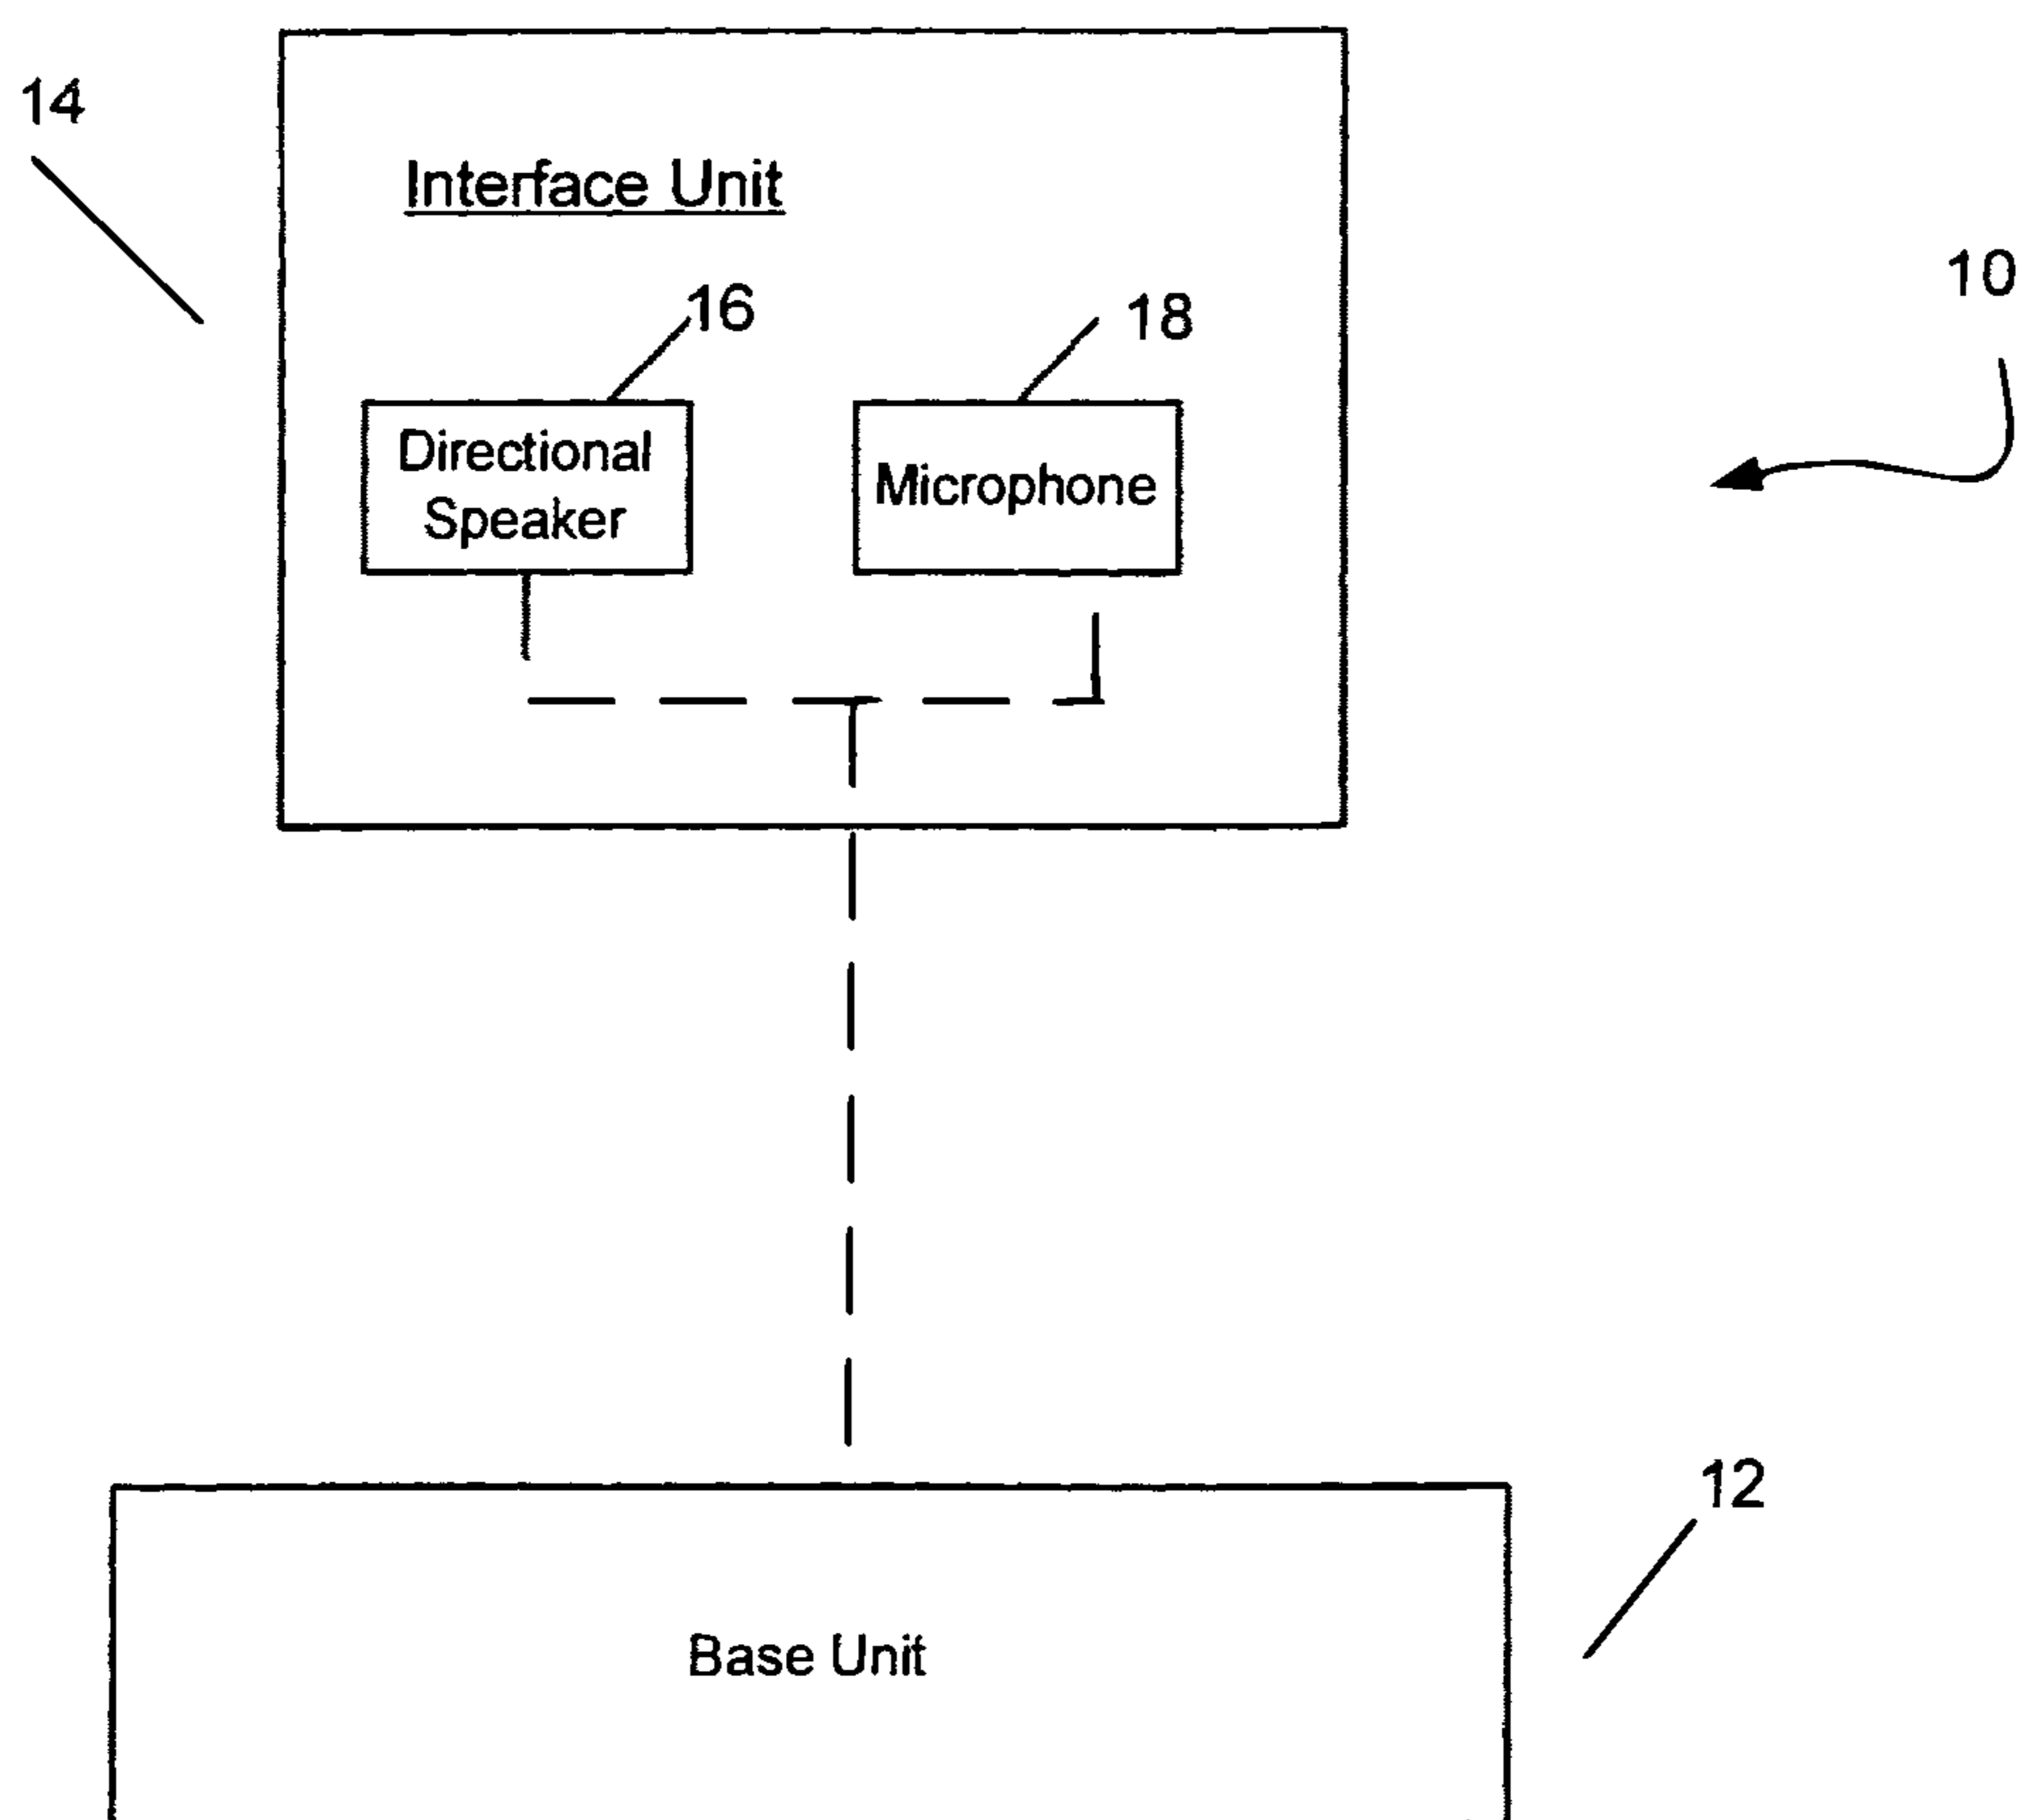 14
Interface Unit
10
16
18
Directional
Speaker
Microphone
12
Base Unit